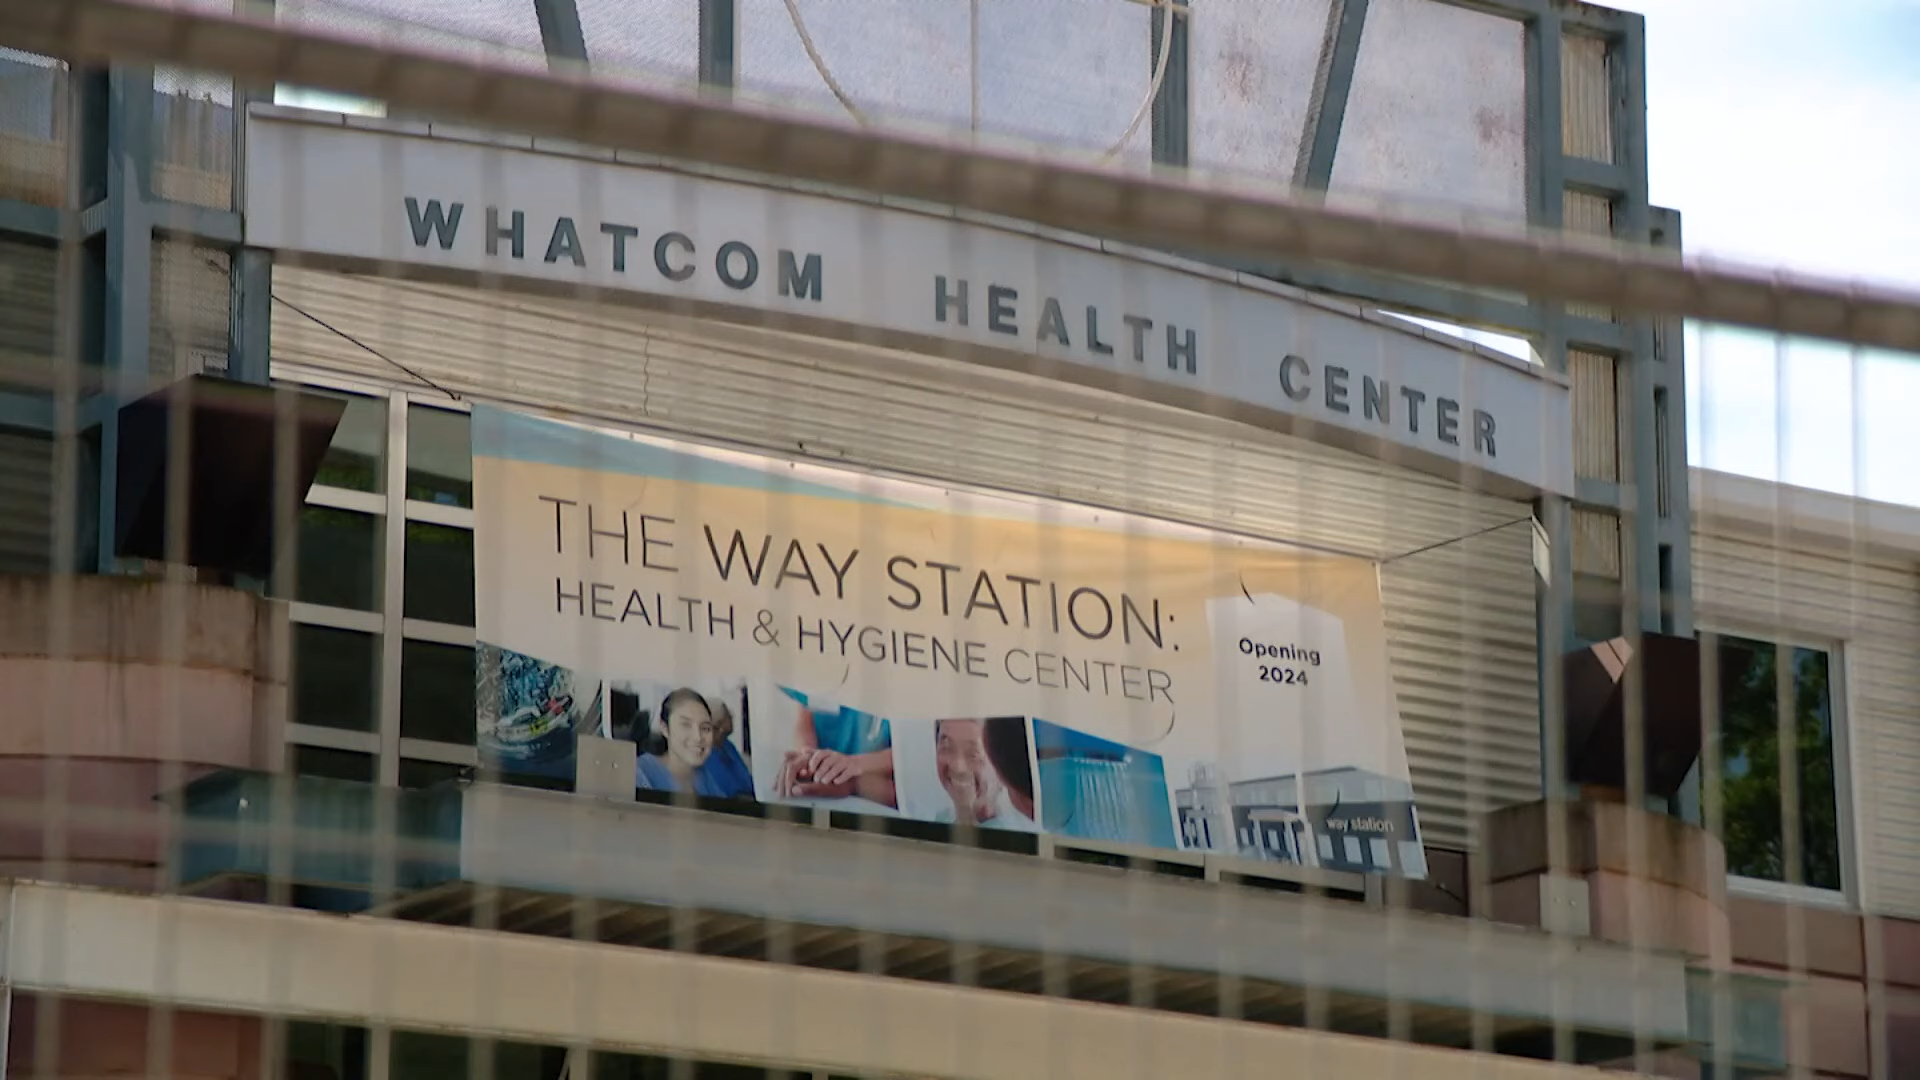 WHATCOM HEALTH CENTER
THE WAY STATION:
HEALTH & HYGIENE CENTER
Opening
2024
way station